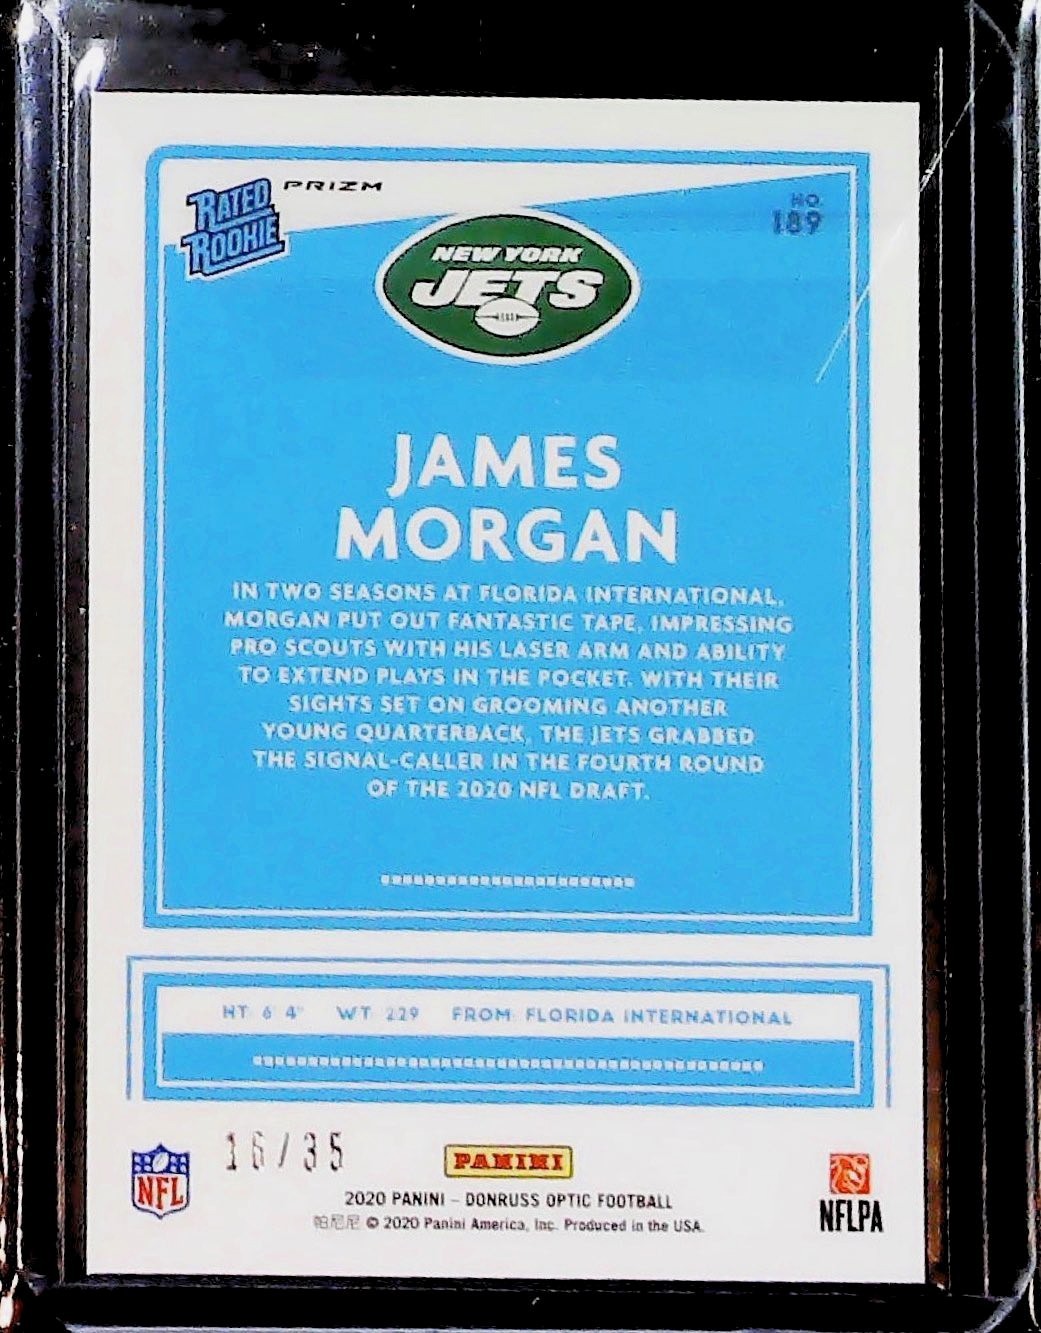 RATED
ROOKIE
PRIZM
NO.
189
NEW YORK
JETS
JAMES
MORGAN
IN TWO SEASONS AT FLORIDA INTERNATIONAL,
MORGAN PUT OUT FANTASTIC TAPE, IMPRESSING
PRO SCOUTS WITH HIS LASER ARM AND ABILITY
TO EXTEND PLAYS IN THE POCKET. WITH THEIR
SIGHTS SET ON GROOMING ANOTHER
YOUNG QUARTERBACK, THE JETS GRABBED
THE SIGNAL-CALLER IN THE FOURTH ROUND
OF THE 2020 NFL DRAFT.
HT 6' 4" WT 229 FROM: FLORIDA INTERNATIONAL
16/35
NFL
PANINI
2020 PANINI – DONRUSS OPTIC FOOTBALL
帕尼尼 © 2020 Panini America, Inc. Produced in the USA.
NFLPA